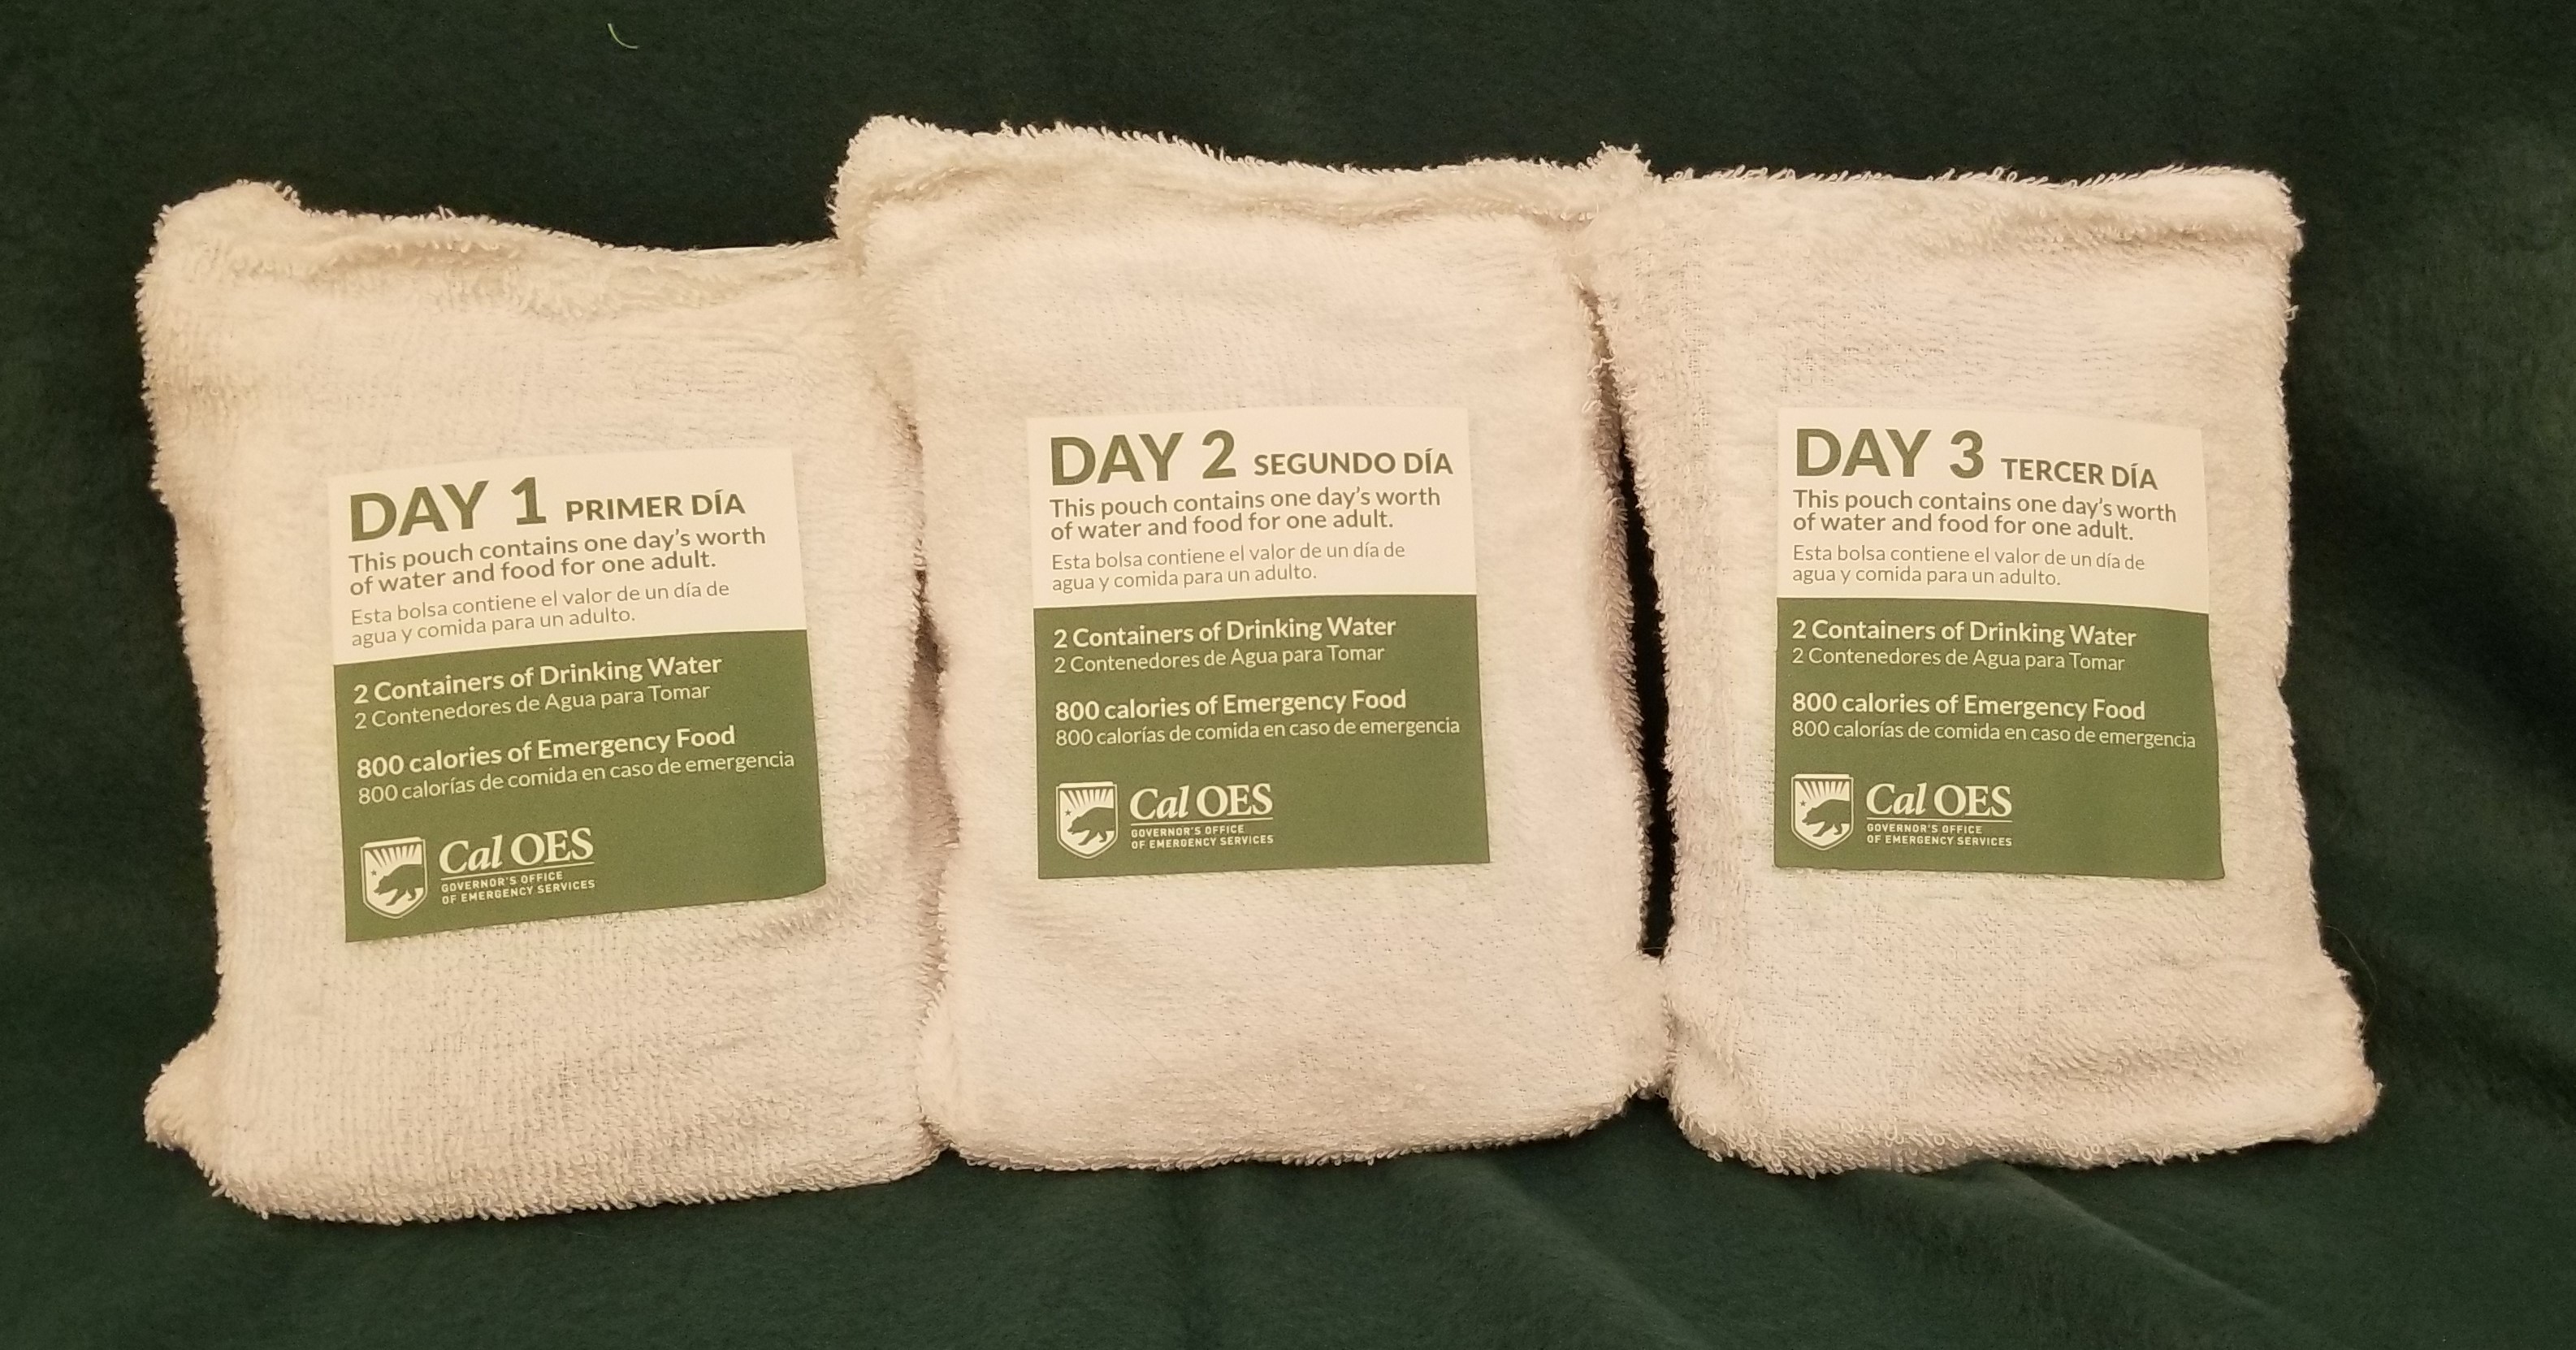 DAY 1 PRIMER DÍA
This pouch contains one day's worth
of water and food for one adult.
Esta bolsa contiene el valor de un día de
agua y comida para un adulto.
2 Containers of Drinking Water
2 Contenedores de Agua para Tomar
800 calories of Emergency Food
800 calorías de comida en caso de emergencia
Cal OES
GOVERNOR'S OFFICE
OF EMERGENCY SERVICES
DAY 2 SEGUNDO DÍA
This pouch contains one day's worth
of water and food for one adult.
Esta bolsa contiene el valor de un día de
agua y comida para un adulto.
2 Containers of Drinking Water
2 Contenedores de Agua para Tomar
800 calories of Emergency Food
800 calorías de comida en caso de emergencia
Cal OES
GOVERNOR'S OFFICE
OF EMERGENCY SERVICES
DAY 3 TERCER DÍA
This pouch contains one day's worth
of water and food for one adult.
Esta bolsa contiene el valor de un día de
agua y comida para un adulto.
2 Containers of Drinking Water
2 Contenedores de Agua para Tomar
800 calories of Emergency Food
800 calorías de comida en caso de emergencia
Cal OES
GOVERNOR'S OFFICE
OF EMERGENCY SERVICES